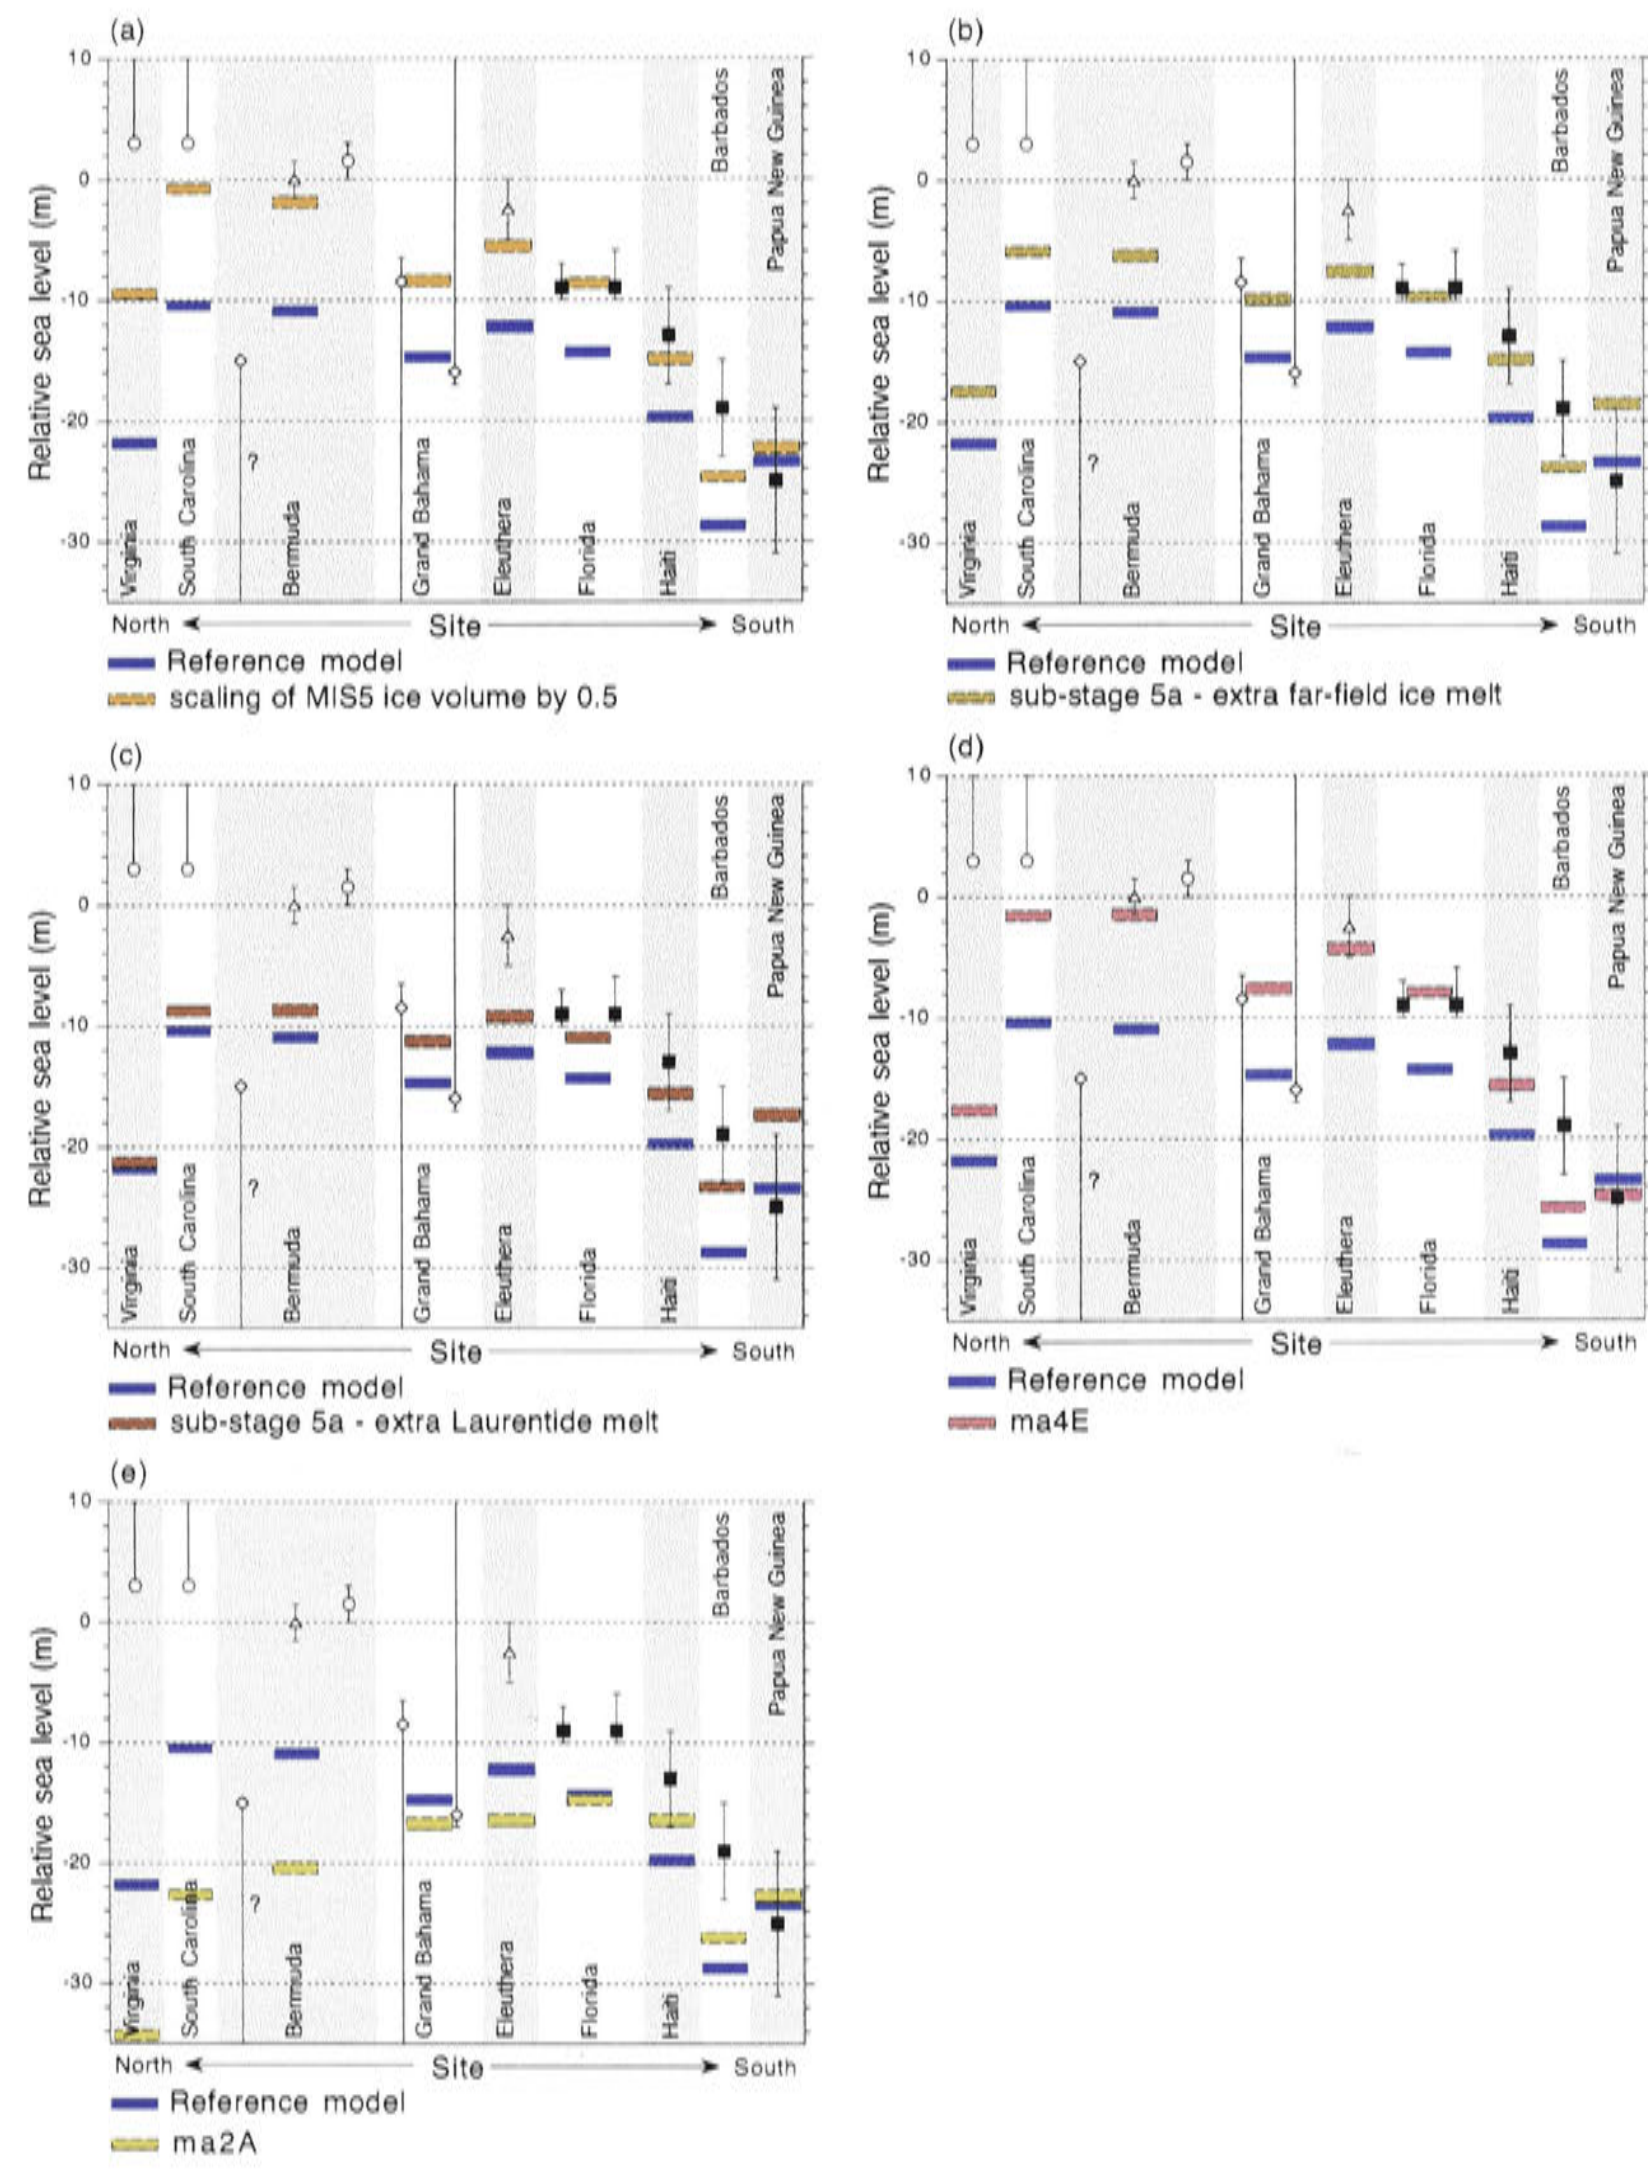 (a)
10
0
-10
-20
-30
Relative sea level (m)
Virginia
South Carolina
?
Bermuda
Grand Bahama
Eleuthera
Florida
Haiti
Barbados
Papua New Guinea
North Site South
Reference model
scaling of MIS5 ice volume by 0.5
(b)
10
0
-10
-20
-30
Relative sea level (m)
Virginia
South Carolina
?
Bermuda
Grand Bahama
Eleuthera
Florida
Haiti
Barbados
Papua New Guinea
North Site South
Reference model
sub-stage 5a - extra far-field ice melt
(c)
10
0
-10
-20
-30
Relative sea level (m)
Virginia
South Carolina
?
Bermuda
Grand Bahama
Eleuthera
Florida
Haiti
Barbados
Papua New Guinea
North Site South
Reference model
sub-stage 5a - extra Laurentide melt
(d)
10
0
-10
-20
-30
Relative sea level (m)
Virginia
South Carolina
?
Bermuda
Grand Bahama
Eleuthera
Florida
Haiti
Barbados
Papua New Guinea
North Site South
Reference model
ma4E
(e)
10
0
-10
-20
-30
Relative sea level (m)
Virginia
South Carolina
?
Bermuda
Grand Bahama
Eleuthera
Florida
Haiti
Barbados
Papua New Guinea
North Site South
Reference model
ma2A